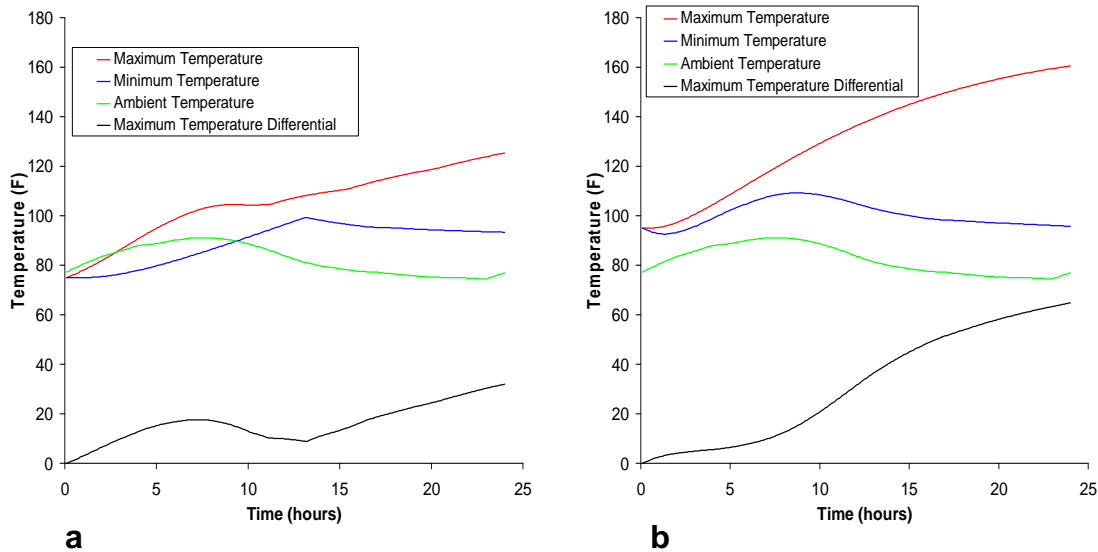 180
160
140
120
100
80
60
40
20
0
Temperature (F)
Maximum Temperature
Minimum Temperature
Ambient Temperature
Maximum Temperature Differential
0 5 10 15 20 25
Time (hours)
a
180
160
140
120
100
80
60
40
20
0
Temperature (F)
Maximum Temperature
Minimum Temperature
Ambient Temperature
Maximum Temperature Differential
0 5 10 15 20 25
Time (hours)
b